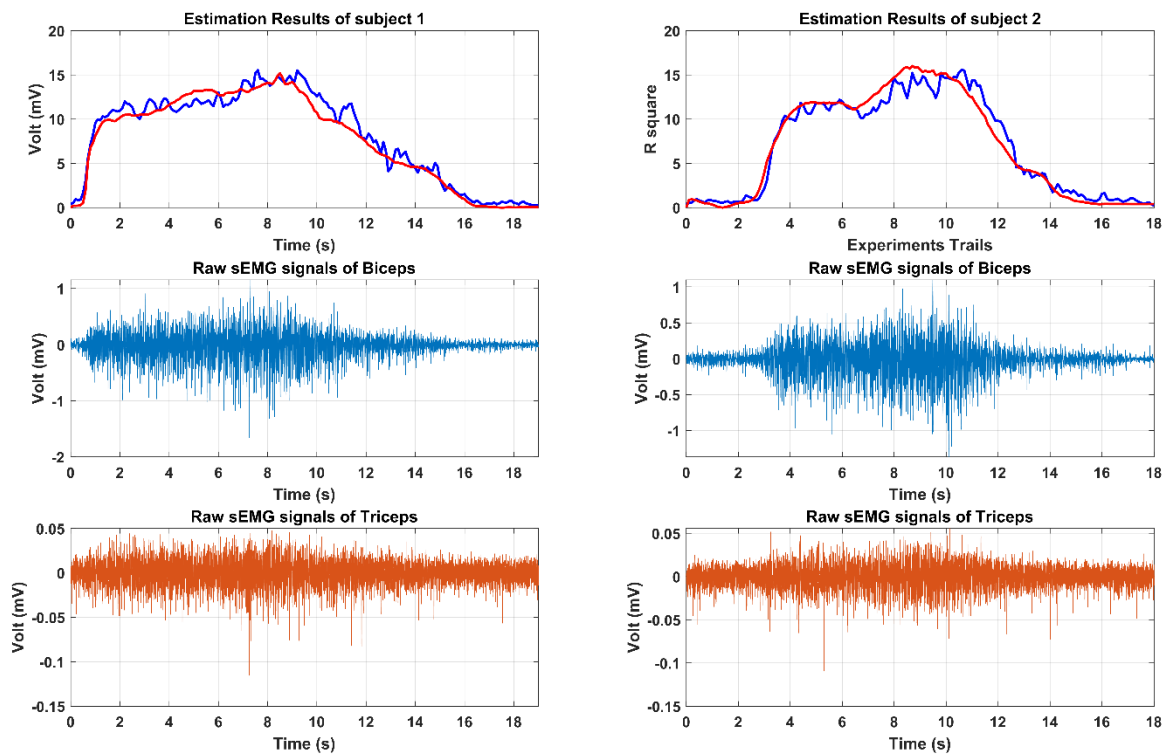 Estimation Results of subject 1
20
15
10
5
0
Volt (mV)
0 2 4 6 8 10 12 14 16 18
Time (s)
Raw sEMG signals of Biceps
1
0
-1
-2
Volt (mV)
0 2 4 6 8 10 12 14 16 18
Time (s)
Raw sEMG signals of Triceps
0.05
0
-0.05
-0.1
-0.15
Volt (mV)
0 2 4 6 8 10 12 14 16 18
Time (s)
Estimation Results of subject 2
20
15
10
5
0
R square
0 2 4 6 8 10 12 14 16 18
Experiments Trails
Raw sEMG signals of Biceps
1
0.5
0
-0.5
-1
Volt (mV)
0 2 4 6 8 10 12 14 16 18
Time (s)
Raw sEMG signals of Triceps
0.05
0
-0.05
-0.1
-0.15
Volt (mV)
0 2 4 6 8 10 12 14 16 18
Time (s)